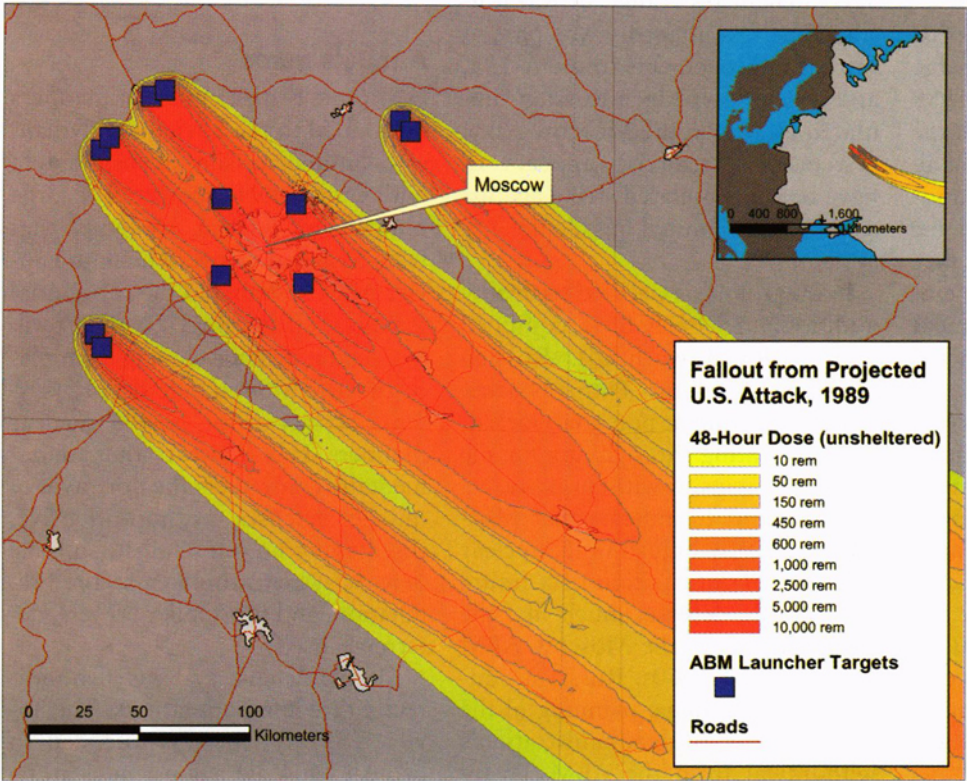 Moscow
0 400 800 1,600
Kilometers
Fallout from Projected
U.S. Attack, 1989
48-Hour Dose (unsheltered)
10 rem
50 rem
150 rem
450 rem
600 rem
1,000 rem
2,500 rem
5,000 rem
10,000 rem
ABM Launcher Targets
Roads
0 25 50 100
Kilometers